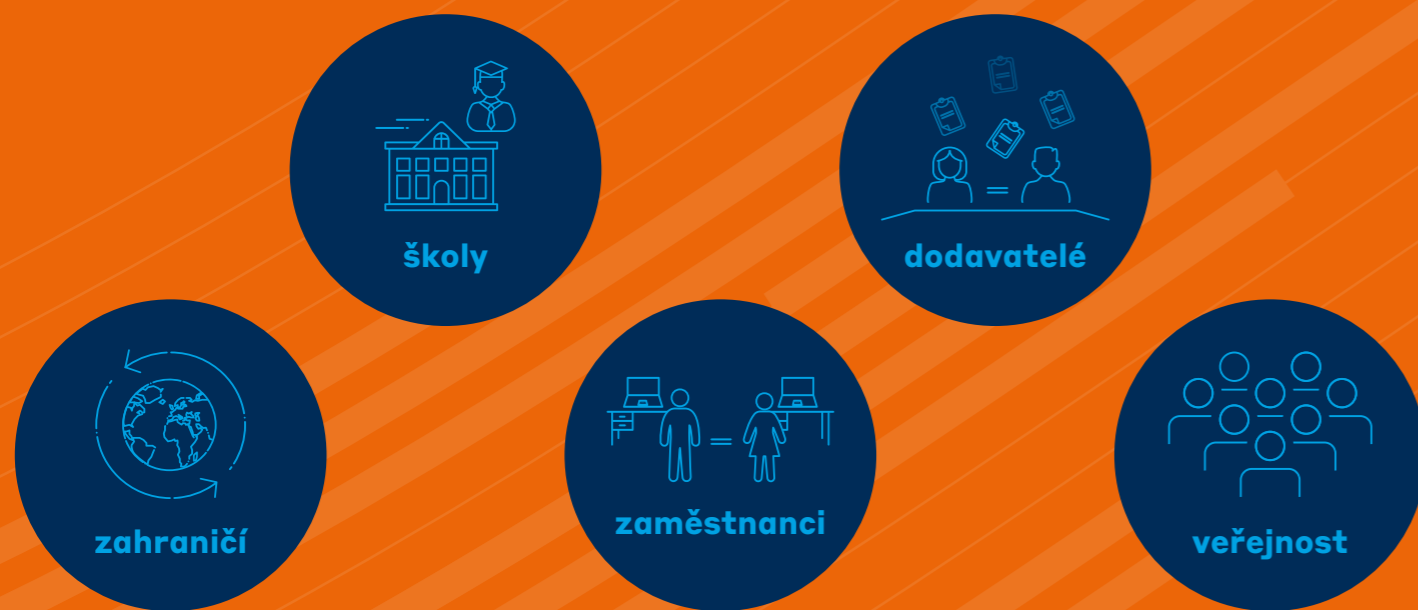 školy
dodavatelé
zahraničí
zaměstnanci
veřejnost